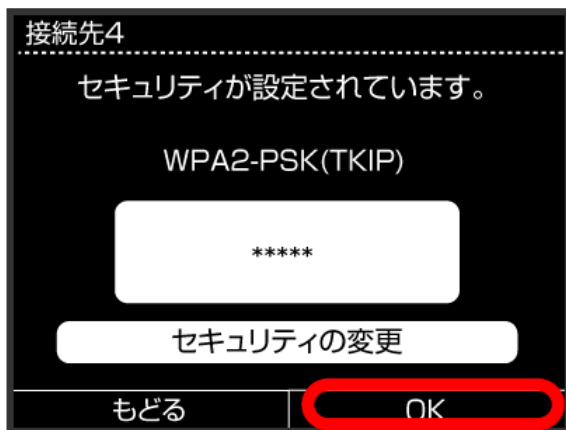 接続先4
セキュリティが設定されています。
WPA2-PSK(TKIP)
*****
セキュリティの変更
もどる
OK